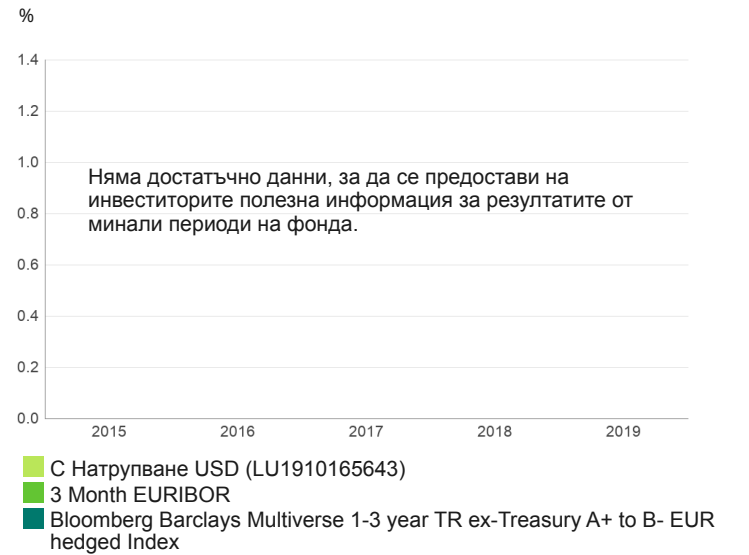 %
1.4
1.2
1.0
Няма достатъчно данни, за да се предостави на
инвеститорите полезна информация за резултатите от
0.8
минали периоди на фонда.
0.6
0.4
0.2
0.0
2015 2016 2017 2018 2019
C Натрупване USD (LU1910165643)
3 Month EURIBOR
Bloomberg Barclays Multiverse 1-3 year TR ex-Treasury A+ to B- EUR
hedged Index